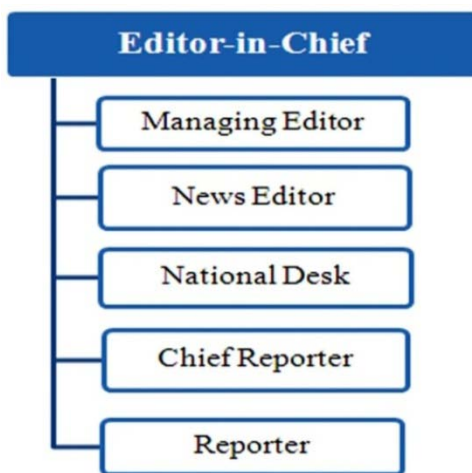 Editor-in-Chief
Managing Editor
News Editor
National Desk
Chief Reporter
Reporter